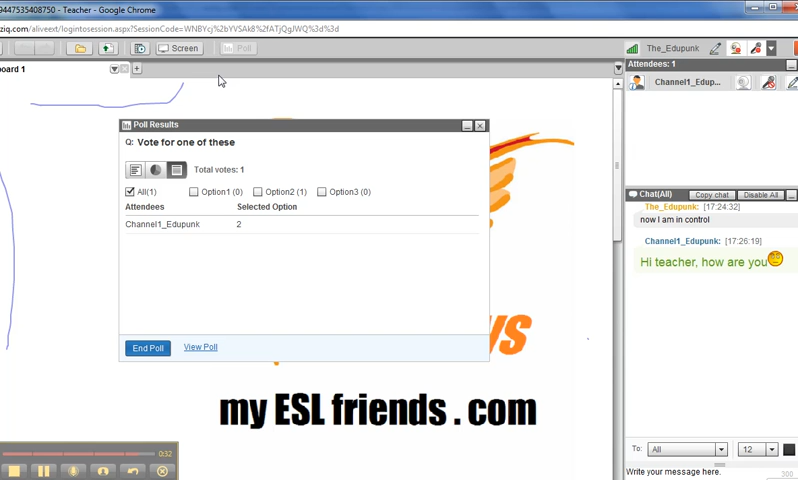 9447535408750 - Teacher - Google Chrome
ziq.com/aliveext/logintosession.aspx?SessionCode=WNBYcj%2bYVSAk8%2fATjQgJWQ%3d%3d
Screen
Poll
The_Edupunk
oard 1
Attendees: 1
Channel1_Edup...
Poll Results
Q: Vote for one of these
Total votes: 1
All(1) Option1 (0) Option2 (1) Option3 (0)
Attendees Selected Option
Channel1_Edupunk 2
End Poll View Poll
Chat(All) Copy chat Disable All
The_Edupunk: [17:24:32]
now I am in control
Channel1_Edupunk: [17:26:19]
Hi teacher, how are you
ys
my ESL friends . com
To: All 12
Write your message here.
300
0:32